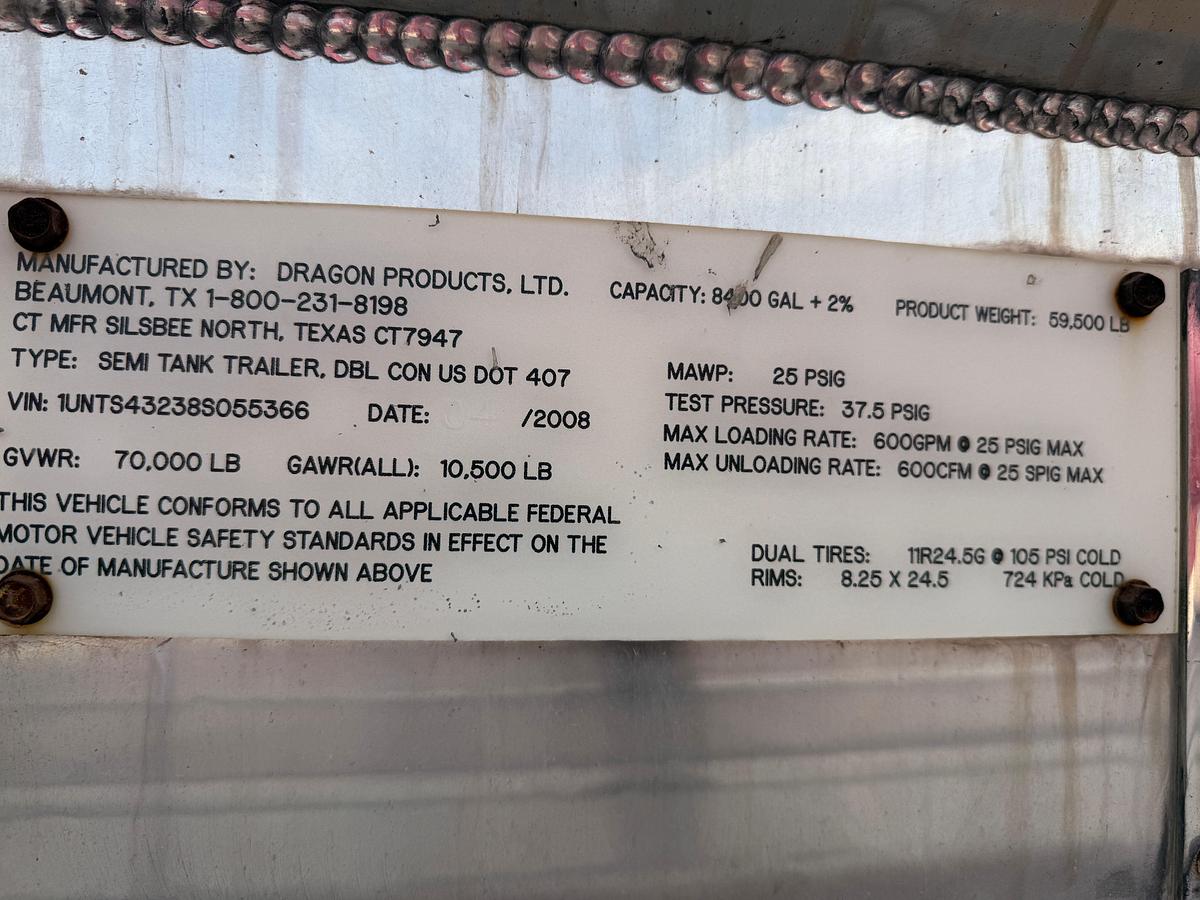 MANUFACTURED BY: DRAGON PRODUCTS, LTD.
BEAUMONT, TX 1-800-231-8198
CT MFR SILSBEE NORTH, TEXAS CT7947
TYPE: SEMI TANK TRAILER, DBL CON US DOT 407
VIN: 1UNTS43238S055366 DATE: /2008
GVWR: 70,000 LB GAWR(ALL): 10,500 LB
THIS VEHICLE CONFORMS TO ALL APPLICABLE FEDERAL
MOTOR VEHICLE SAFETY STANDARDS IN EFFECT ON THE
DATE OF MANUFACTURE SHOWN ABOVE
CAPACITY: 8400 GAL + 2% PRODUCT WEIGHT: 59,500 LB
MAWP: 25 PSIG
TEST PRESSURE: 37.5 PSIG
MAX LOADING RATE: 600GPM @ 25 PSIG MAX
MAX UNLOADING RATE: 600CFM @ 25 SPIG MAX
DUAL TIRES: 11R24.5G @ 105 PSI COLD
RIMS: 8.25 X 24.5 724 KPa COLD